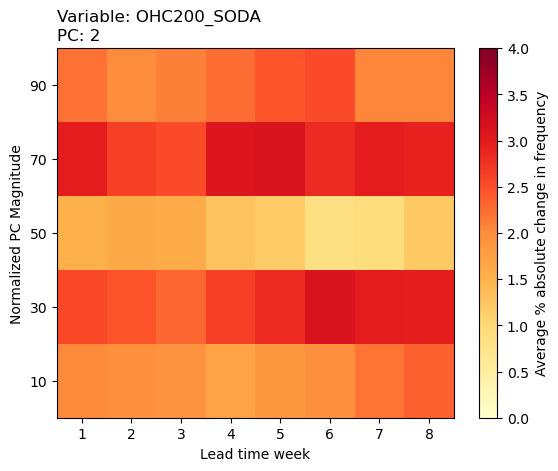 Variable: OHC200_SODA
PC: 2
90
70
50
30
10
Normalized PC Magnitude
1 2 3 4 5 6 7 8
Lead time week
4.0
3.5
3.0
2.5
2.0
1.5
1.0
0.5
0.0
Average % absolute change in frequency